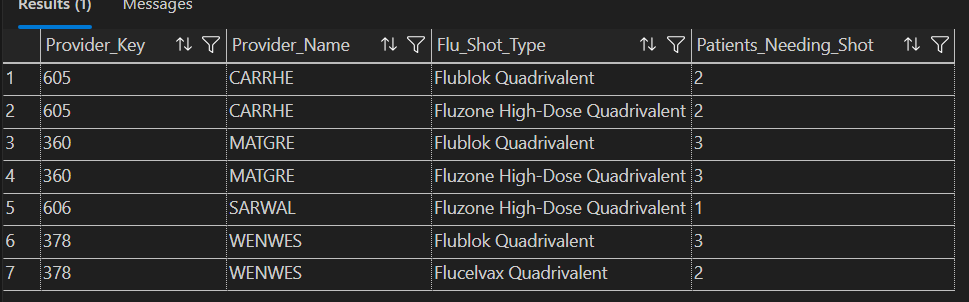 Results (1) Messages
Provider_Key Provider_Name Flu_Shot_Type Patients_Needing_Shot
1 605 CARRHE Flublok Quadrivalent 2
2 605 CARRHE Fluzone High-Dose Quadrivalent 2
3 360 MATGRE Flublok Quadrivalent 3
4 360 MATGRE Fluzone High-Dose Quadrivalent 3
5 606 SARWAL Fluzone High-Dose Quadrivalent 1
6 378 WENWES Flublok Quadrivalent 3
7 378 WENWES Flucelvax Quadrivalent 2